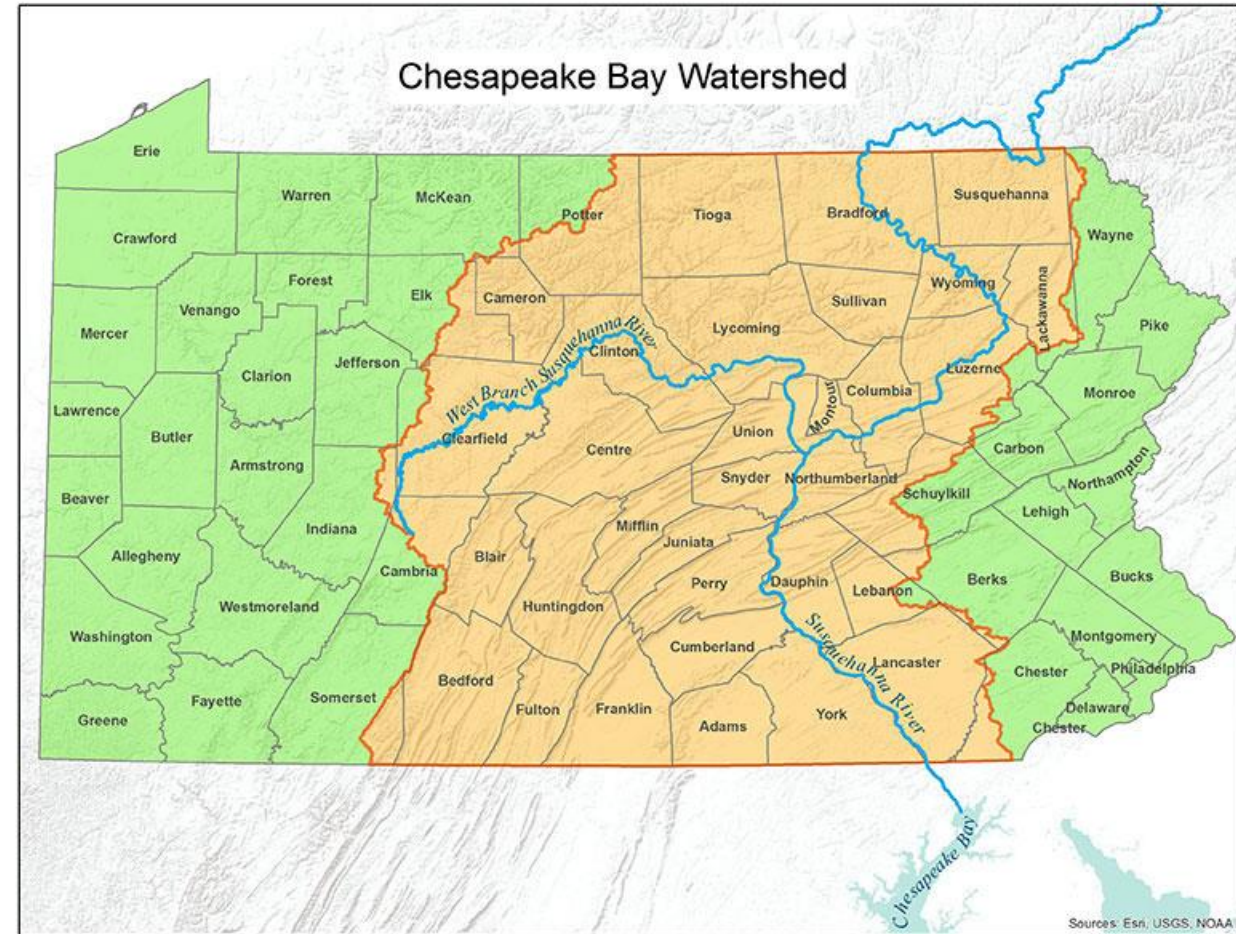 Chesapeake Bay Watershed
Erie
Warren
McKean
Potter
Tioga
Bradford
Susquehanna
Wayne
Crawford
Forest
Elk
Cameron
Sullivan
Wyoming
Lackawanna
Venango
Mercer
Jefferson
Clarion
West Branch Susquehanna River
Clinton
Lycoming
Luzerne
Pike
Lawrence
Butler
Armstrong
Clearfield
Centre
Union
Montour
Columbia
Monroe
Carbon
Northampton
Beaver
Indiana
Snyder
Northumberland
Schuylkill
Lehigh
Allegheny
Cambria
Blair
Mifflin
Juniata
Perry
Dauphin
Lebanon
Berks
Bucks
Westmoreland
Huntingdon
Washington
Cumberland
Susquehanna River
Lancaster
Montgomery
Philadelphia
Chester
Greene
Fayette
Somerset
Bedford
Fulton
Franklin
Adams
York
Delaware
Chester
Chesapeake Bay
Sources: Esri, USGS, NOAA